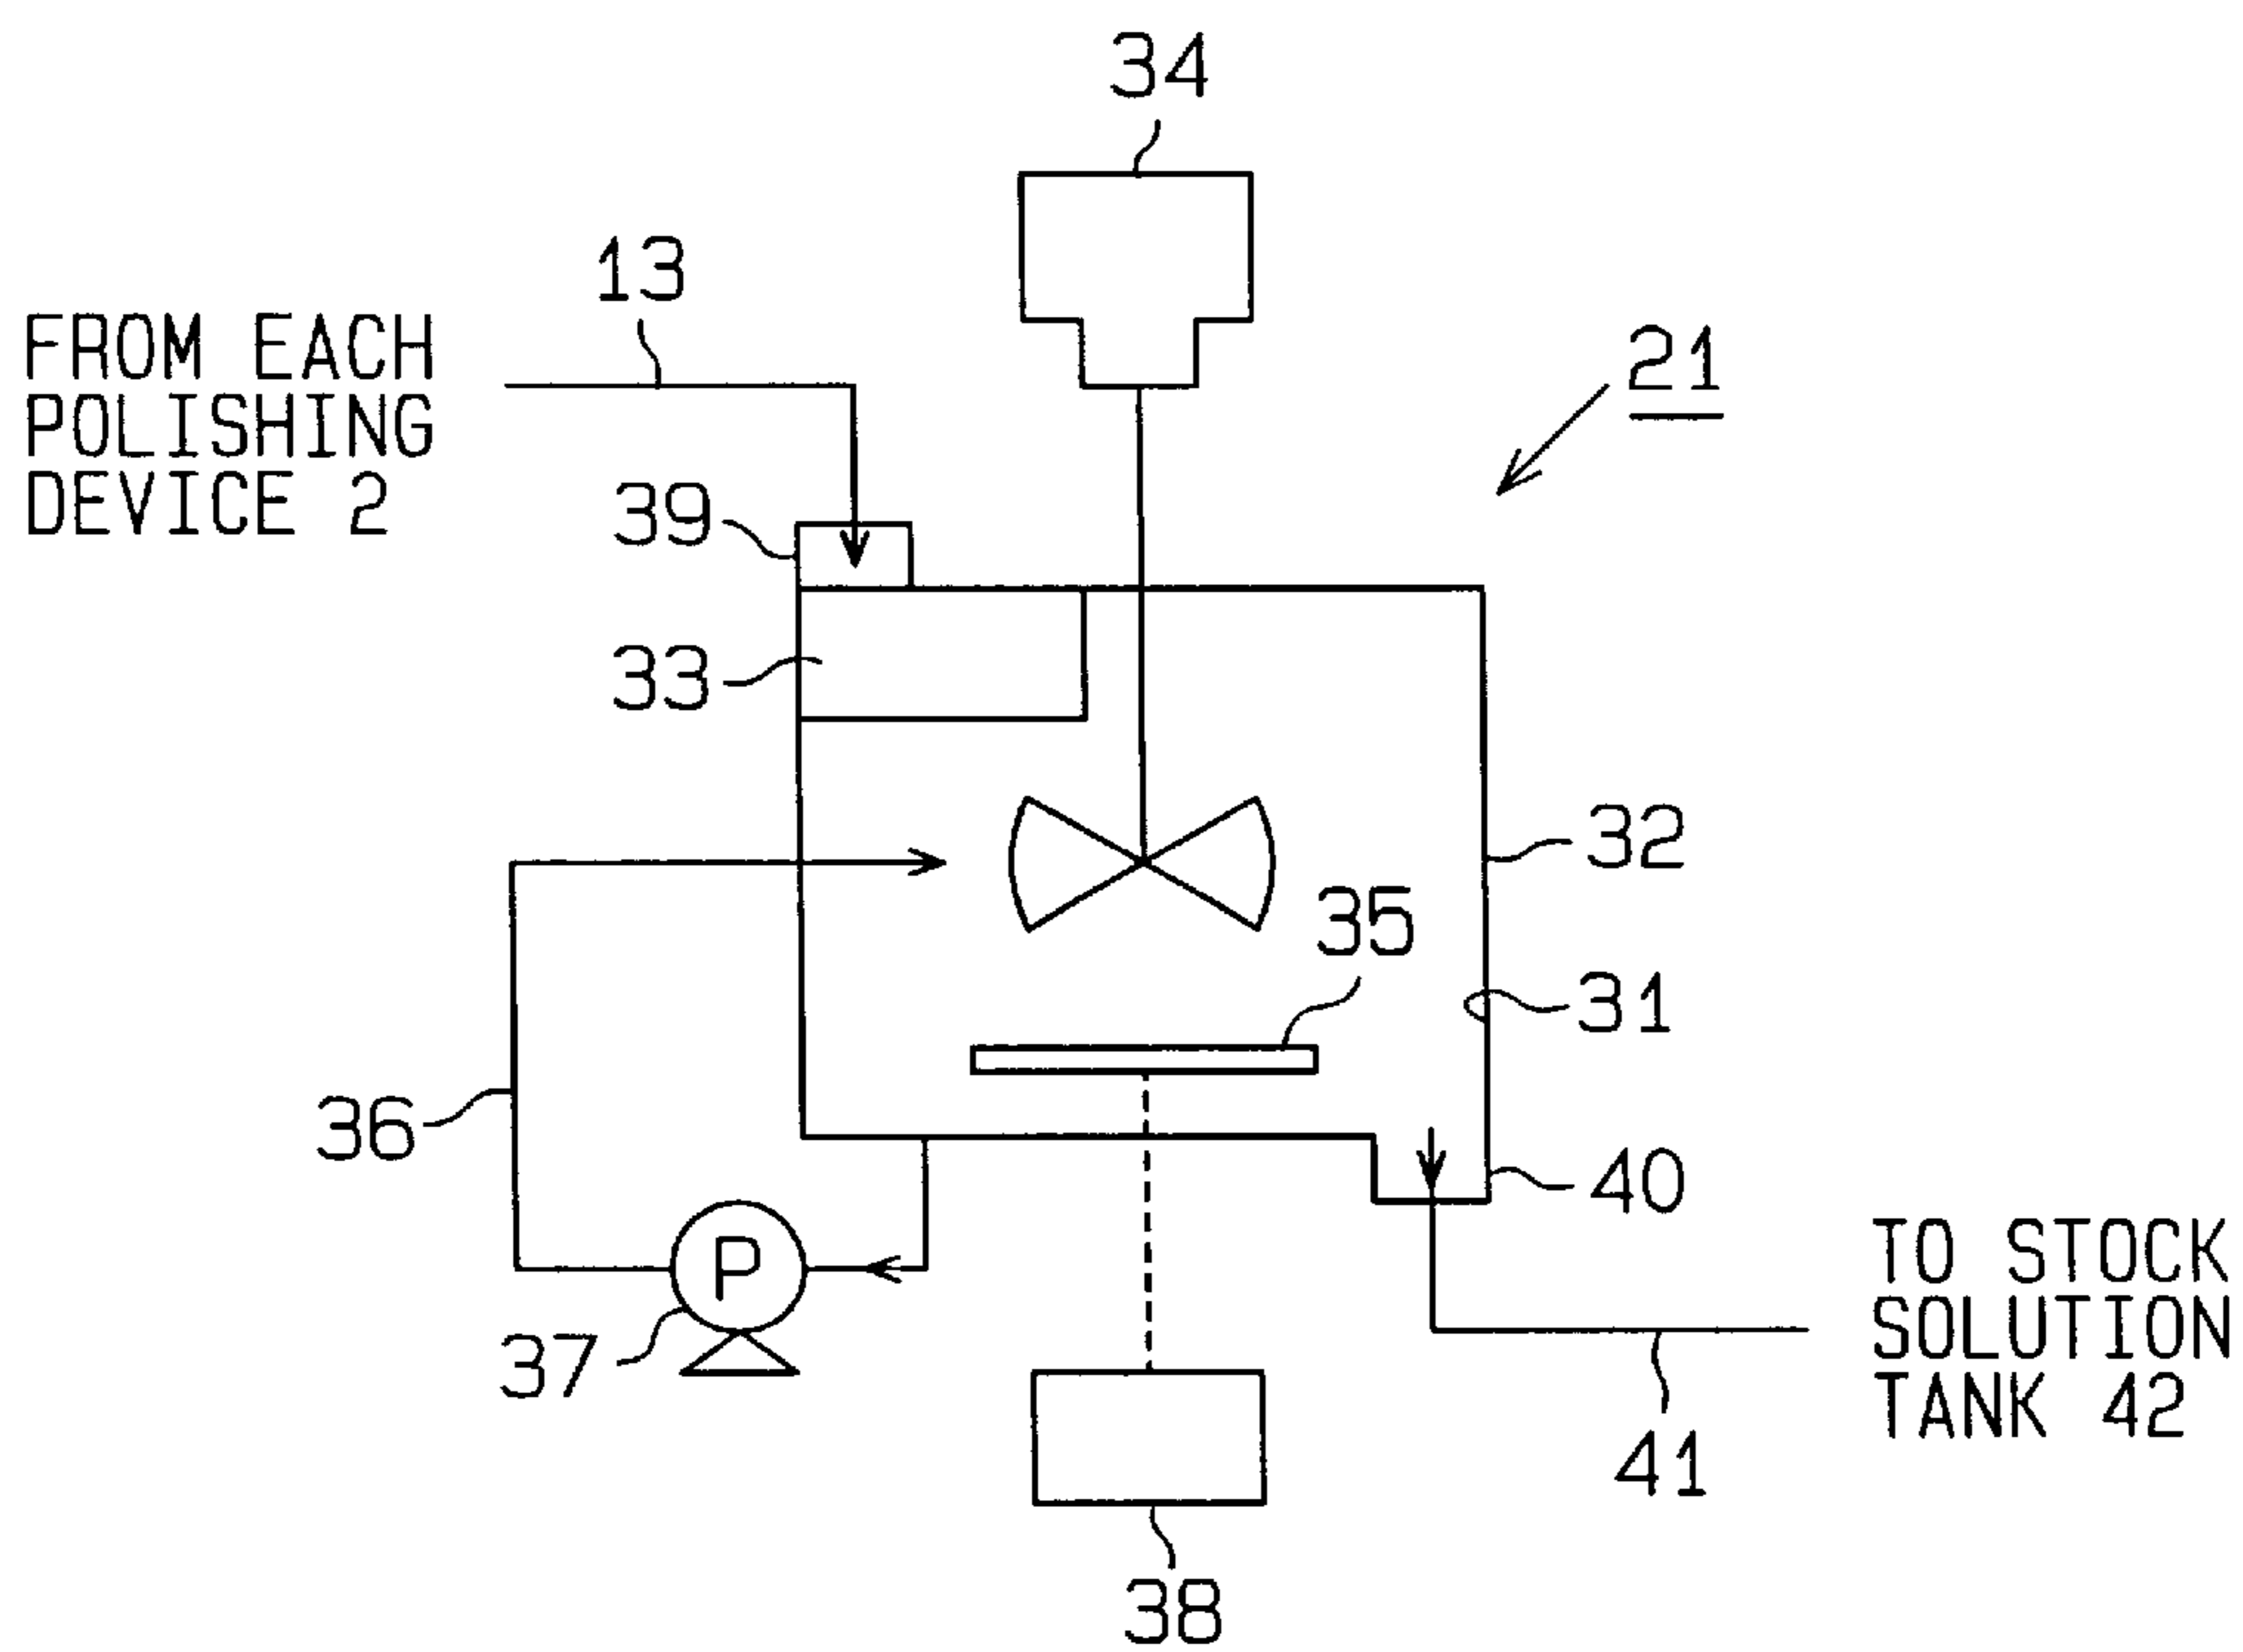 34
13
FROM EACH
POLISHING
DEVICE 2
21
39
33
32
35
31
36
40
P
37
TO STOCK
SOLUTION
TANK 42
41
38